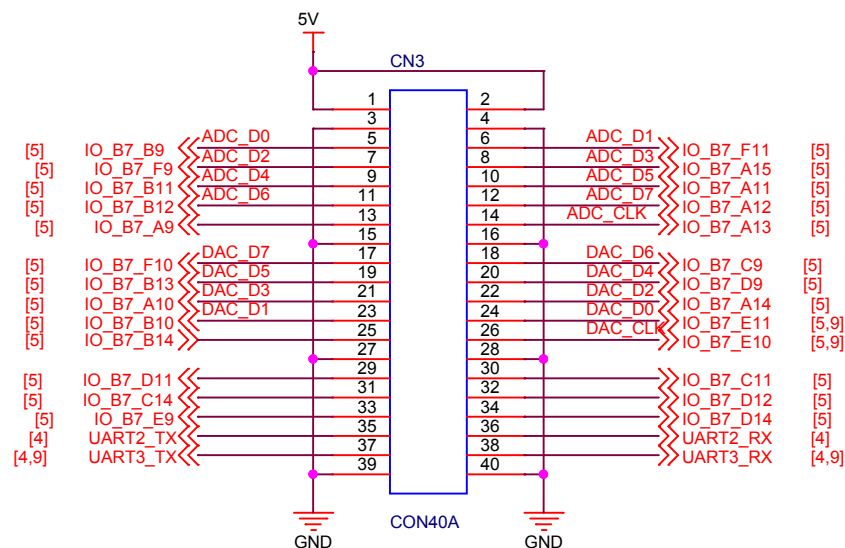 5V
CN3
1 2
3 4
ADC_D0 5 6 ADC_D1
[5] IO_B7_B9 IO_B7_F11 [5]
ADC_D2 7 8 ADC_D3
[5] IO_F9 IO_B7_A15 [5]
ADC_D4 9 10 ADC_D5
[5] IO_B7_B11 IO_B7_A11 [5]
ADC_D6 11 12 ADC_D7
[5] IO_B7_B12 IO_B7_A12 [5]
13 14 ADC_CLK
[5] IO_B7_A9 IO_B7_A13 [5]
15 16
DAC_D7 17 18 DAC_D6
[5] IO_B7_F10 IO_B7_C9 [5]
DAC_D5 19 20 DAC_D4
[5] IO_B7_B13 IO_B7_D9 [5]
DAC_D3 21 22 DAC_D2
[5] IO_B7_A10 IO_B7_A14 [5]
DAC_D1 23 24 DAC_D0
[5] IO_B7_B10 IO_B7_E11 [5,9]
25 26 DAC_CLK
[5] IO_B7_B14 IO_B7_E10 [5,9]
27 28
29 30
[5] IO_B7_D11 IO_B7_C11 [5]
31 32
[5] IO_B7_C14 IO_B7_D12 [5]
33 34
[5] IO_B7_E9 IO_B7_D14 [5]
35 36
[4] UART2_TX UART2_RX [4]
37 38
[4,9] UART3_TX UART3_RX [4,9]
39 40
CON40A
GND GND